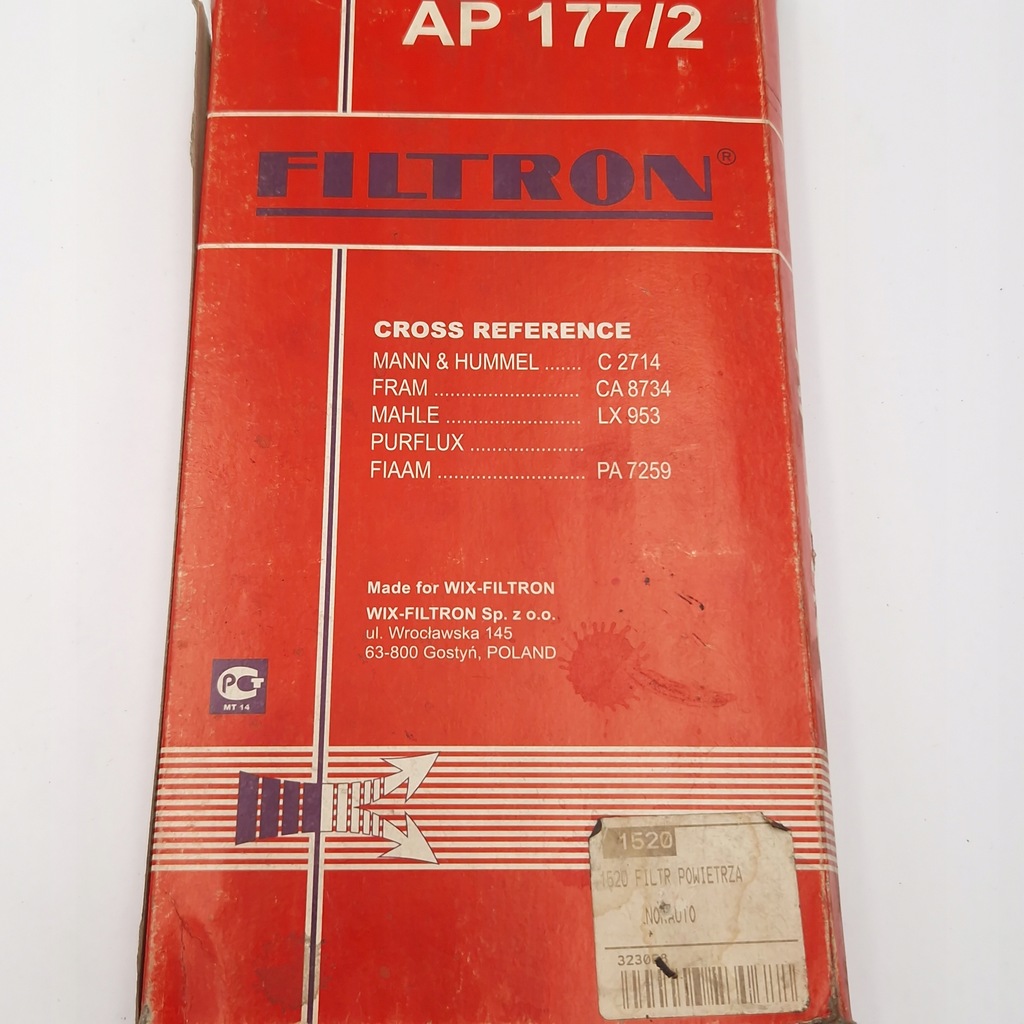 AP 177/2
FILTRON®
CROSS REFERENCE
MANN & HUMMEL ....... C 2714
FRAM .......................... CA 8734
MAHLE ........................ LX 953
PURFLUX ....................
FIAAM .......................... PA 7259
Made for WIX-FILTRON
WIX-FILTRON Sp. z o.o.
ul. Wrocławska 145
63-800 Gostyń, POLAND
PCT
MT 14
1520
1520 FILTR POWIETRZA